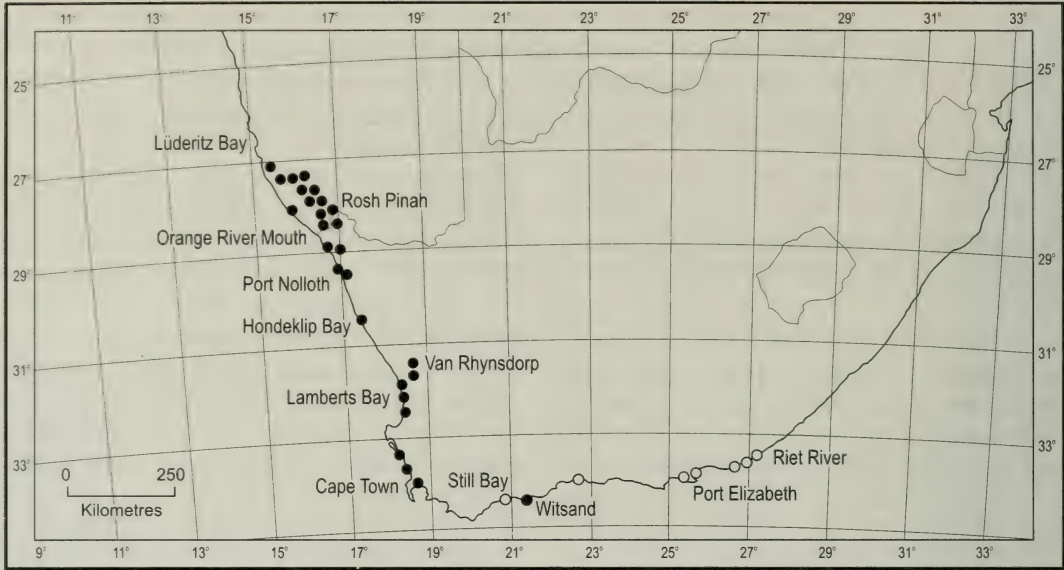 11° 13° 15° 17° 19° 21° 23° 25° 27° 29° 31° 33°
25° 25°
Lüderitz Bay
27° 27°
Rosh Pinah
Orange River Mouth
29° 29°
Port Nolloth
Hondeklip Bay
31° 31°
Van Rhynsdorp
Lamberts Bay
33° 33°
0 250
Kilometres
Cape Town
Still Bay
Witsand
Port Elizabeth
Riet River
9° 11° 13° 15° 17° 19° 21° 23° 25° 27° 29° 31° 33°